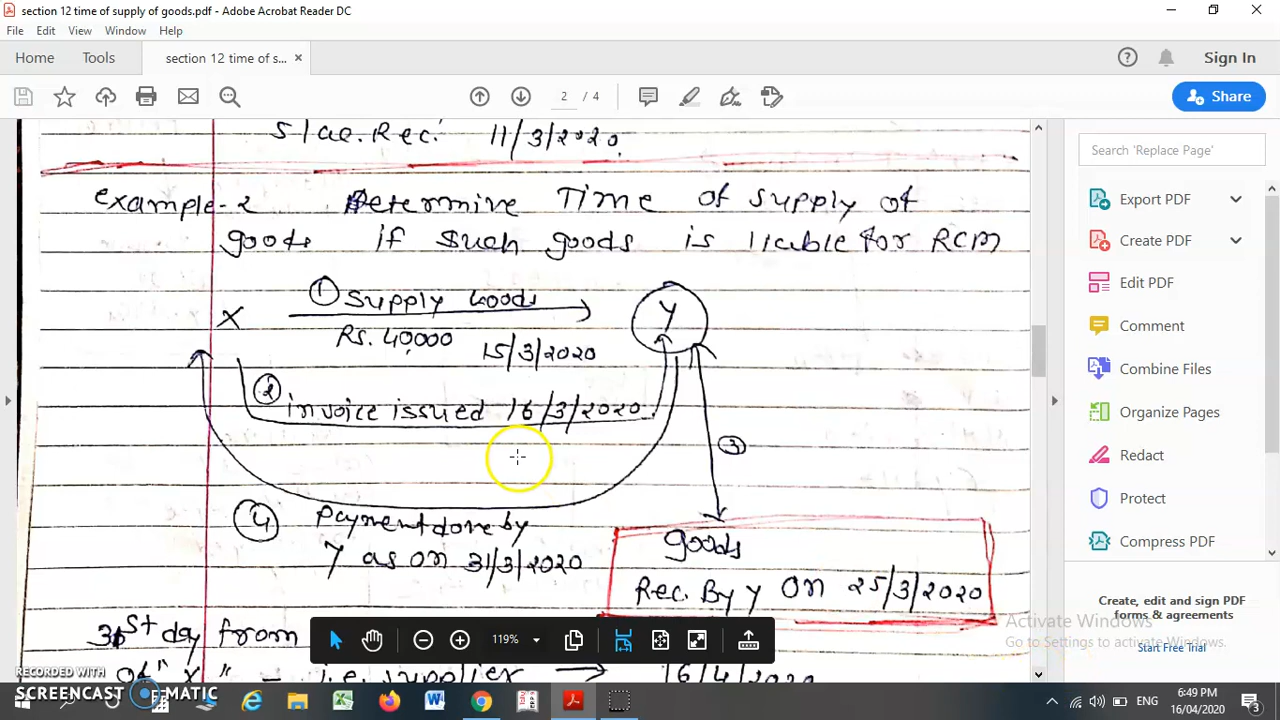 section 12 time of supply of goods.pdf - Adobe Acrobat Reader DC
File Edit View Window Help
Home Tools section 12 time of s... × Sign In
2 / 4 Share
11/3/2020.
Search 'Replace Page'
Example-2 Determine Time of supply of
goods if such goods is liable for RCM
① Supply Goods
X Y
Rs. 40,000 15/3/2020
② invoice issued 16/3/2020
③
④ Payment done by
Y as on 31/3/2020
goods
Rec. By Y on 25/3/2020
31st day from
of "X" - i.e. supplier → 16/4/2020
119%
Export PDF
Create PDF
Edit PDF
Comment
Combine Files
Organize Pages
Redact
Protect
Compress PDF
Create, edit and sign PDF
forms & agreements
Start Free Trial
Activate Windows
Go to Settings to activate Windows.
RECORDED WITH
SCREENCAST MATIC
ENG
6:49 PM
16/04/2020
3